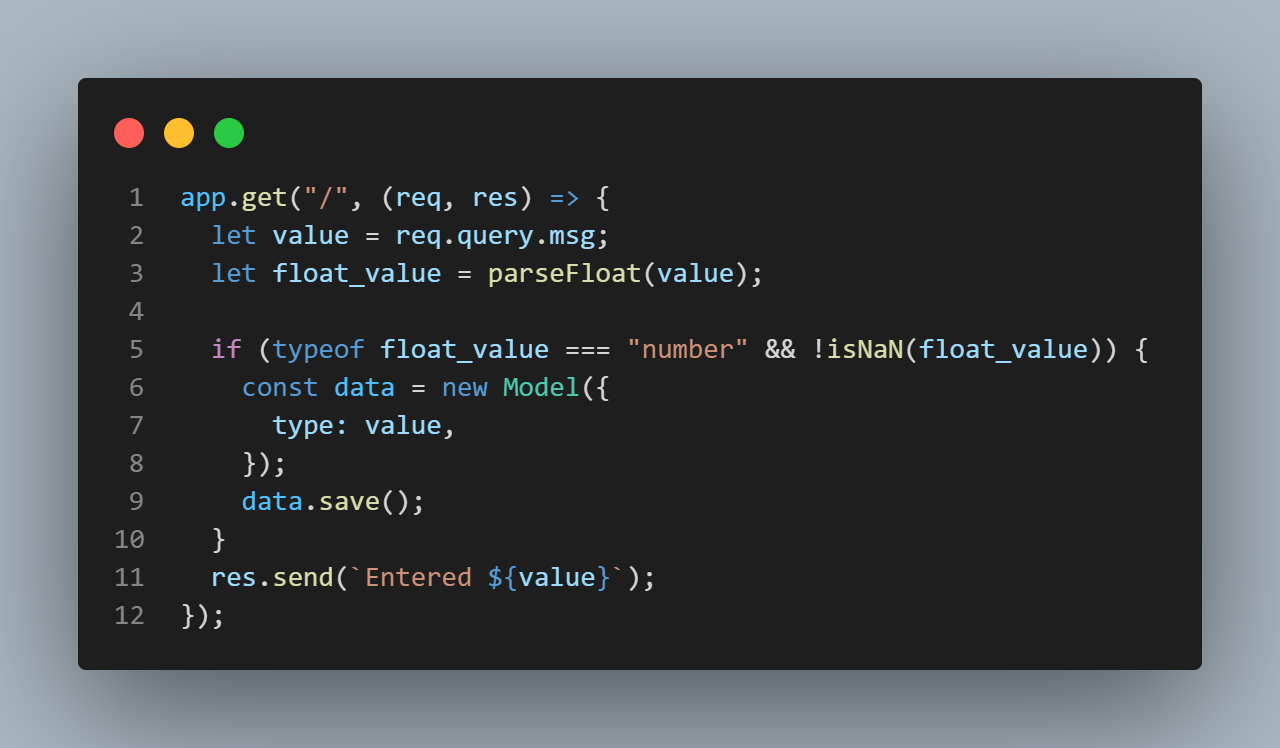 1 app.get("/", (req, res) => {
2   let value = req.query.msg;
3   let float_value = parseFloat(value);
4
5   if (typeof float_value === "number" && !isNaN(float_value)) {
6     const data = new Model({
7       type: value,
8     });
9     data.save();
10   }
11   res.send(`Entered ${value}`);
12 });